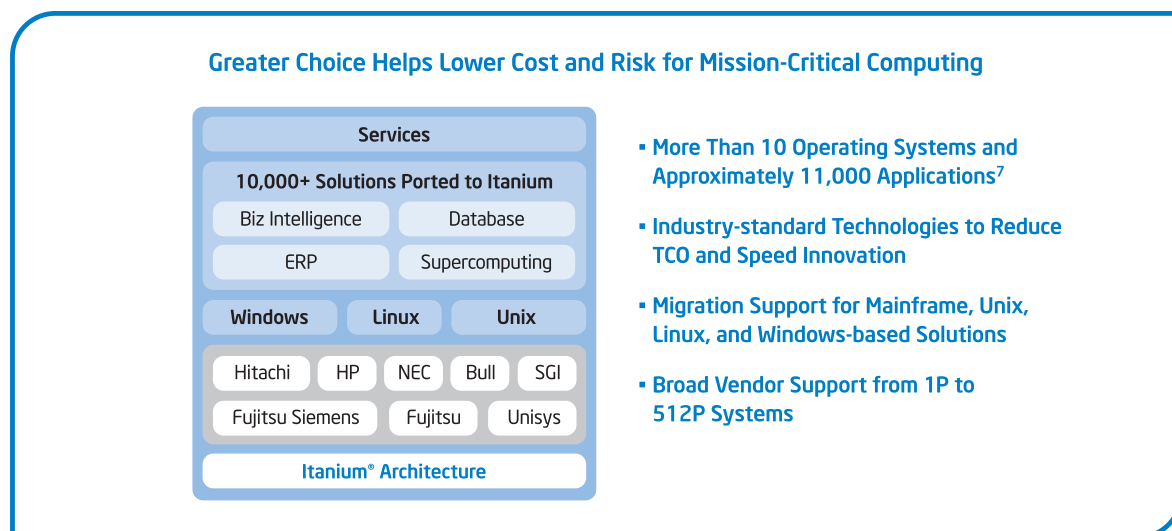 Greater Choice Helps Lower Cost and Risk for Mission-Critical Computing
Services
10,000+ Solutions Ported to Itanium
Biz Intelligence Database
ERP Supercomputing
Windows Linux Unix
Hitachi HP NEC Bull SGI
Fujitsu Siemens Fujitsu Unisys
Itanium® Architecture
▪ More Than 10 Operating Systems and
Approximately 11,000 Applications7
▪ Industry-standard Technologies to Reduce
TCO and Speed Innovation
▪ Migration Support for Mainframe, Unix,
Linux, and Windows-based Solutions
▪ Broad Vendor Support from 1P to
512P Systems